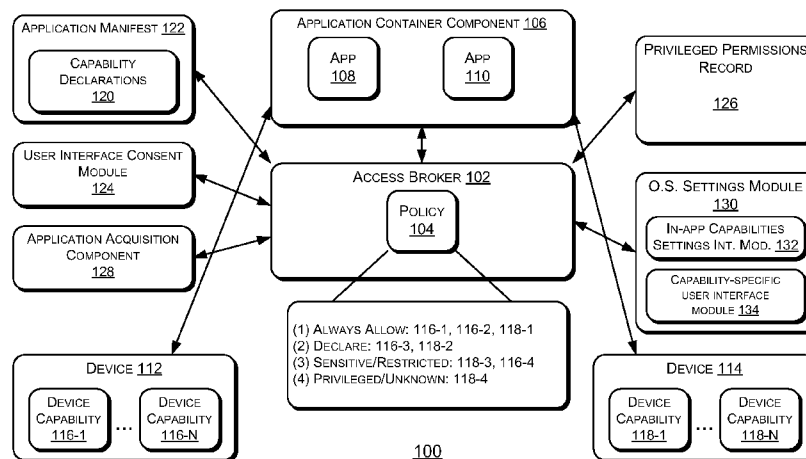 APPLICATION MANIFEST 122
CAPABILITY
DECLARATIONS
120
APPLICATION CONTAINER COMPONENT 106
APP
108
APP
110
PRIVILEGED PERMISSIONS
RECORD
126
USER INTERFACE CONSENT
MODULE
124
ACCESS BROKER 102
POLICY
104
O.S. SETTINGS MODULE
130
IN-APP CAPABILITIES
SETTINGS INT. MOD. 132
CAPABILITY-SPECIFIC
USER INTERFACE
MODULE 134
APPLICATION ACQUISITION
COMPONENT
128
(1) ALWAYS ALLOW: 116-1, 116-2, 118-1
(2) DECLARE: 116-3, 118-2
(3) SENSITIVE/RESTRICTED: 118-3, 116-4
(4) PRIVILEGED/UNKNOWN: 118-4
DEVICE 112
DEVICE
CAPABILITY
116-1
...
DEVICE
CAPABILITY
116-N
DEVICE 114
DEVICE
CAPABILITY
118-1
...
DEVICE
CAPABILITY
118-N
100